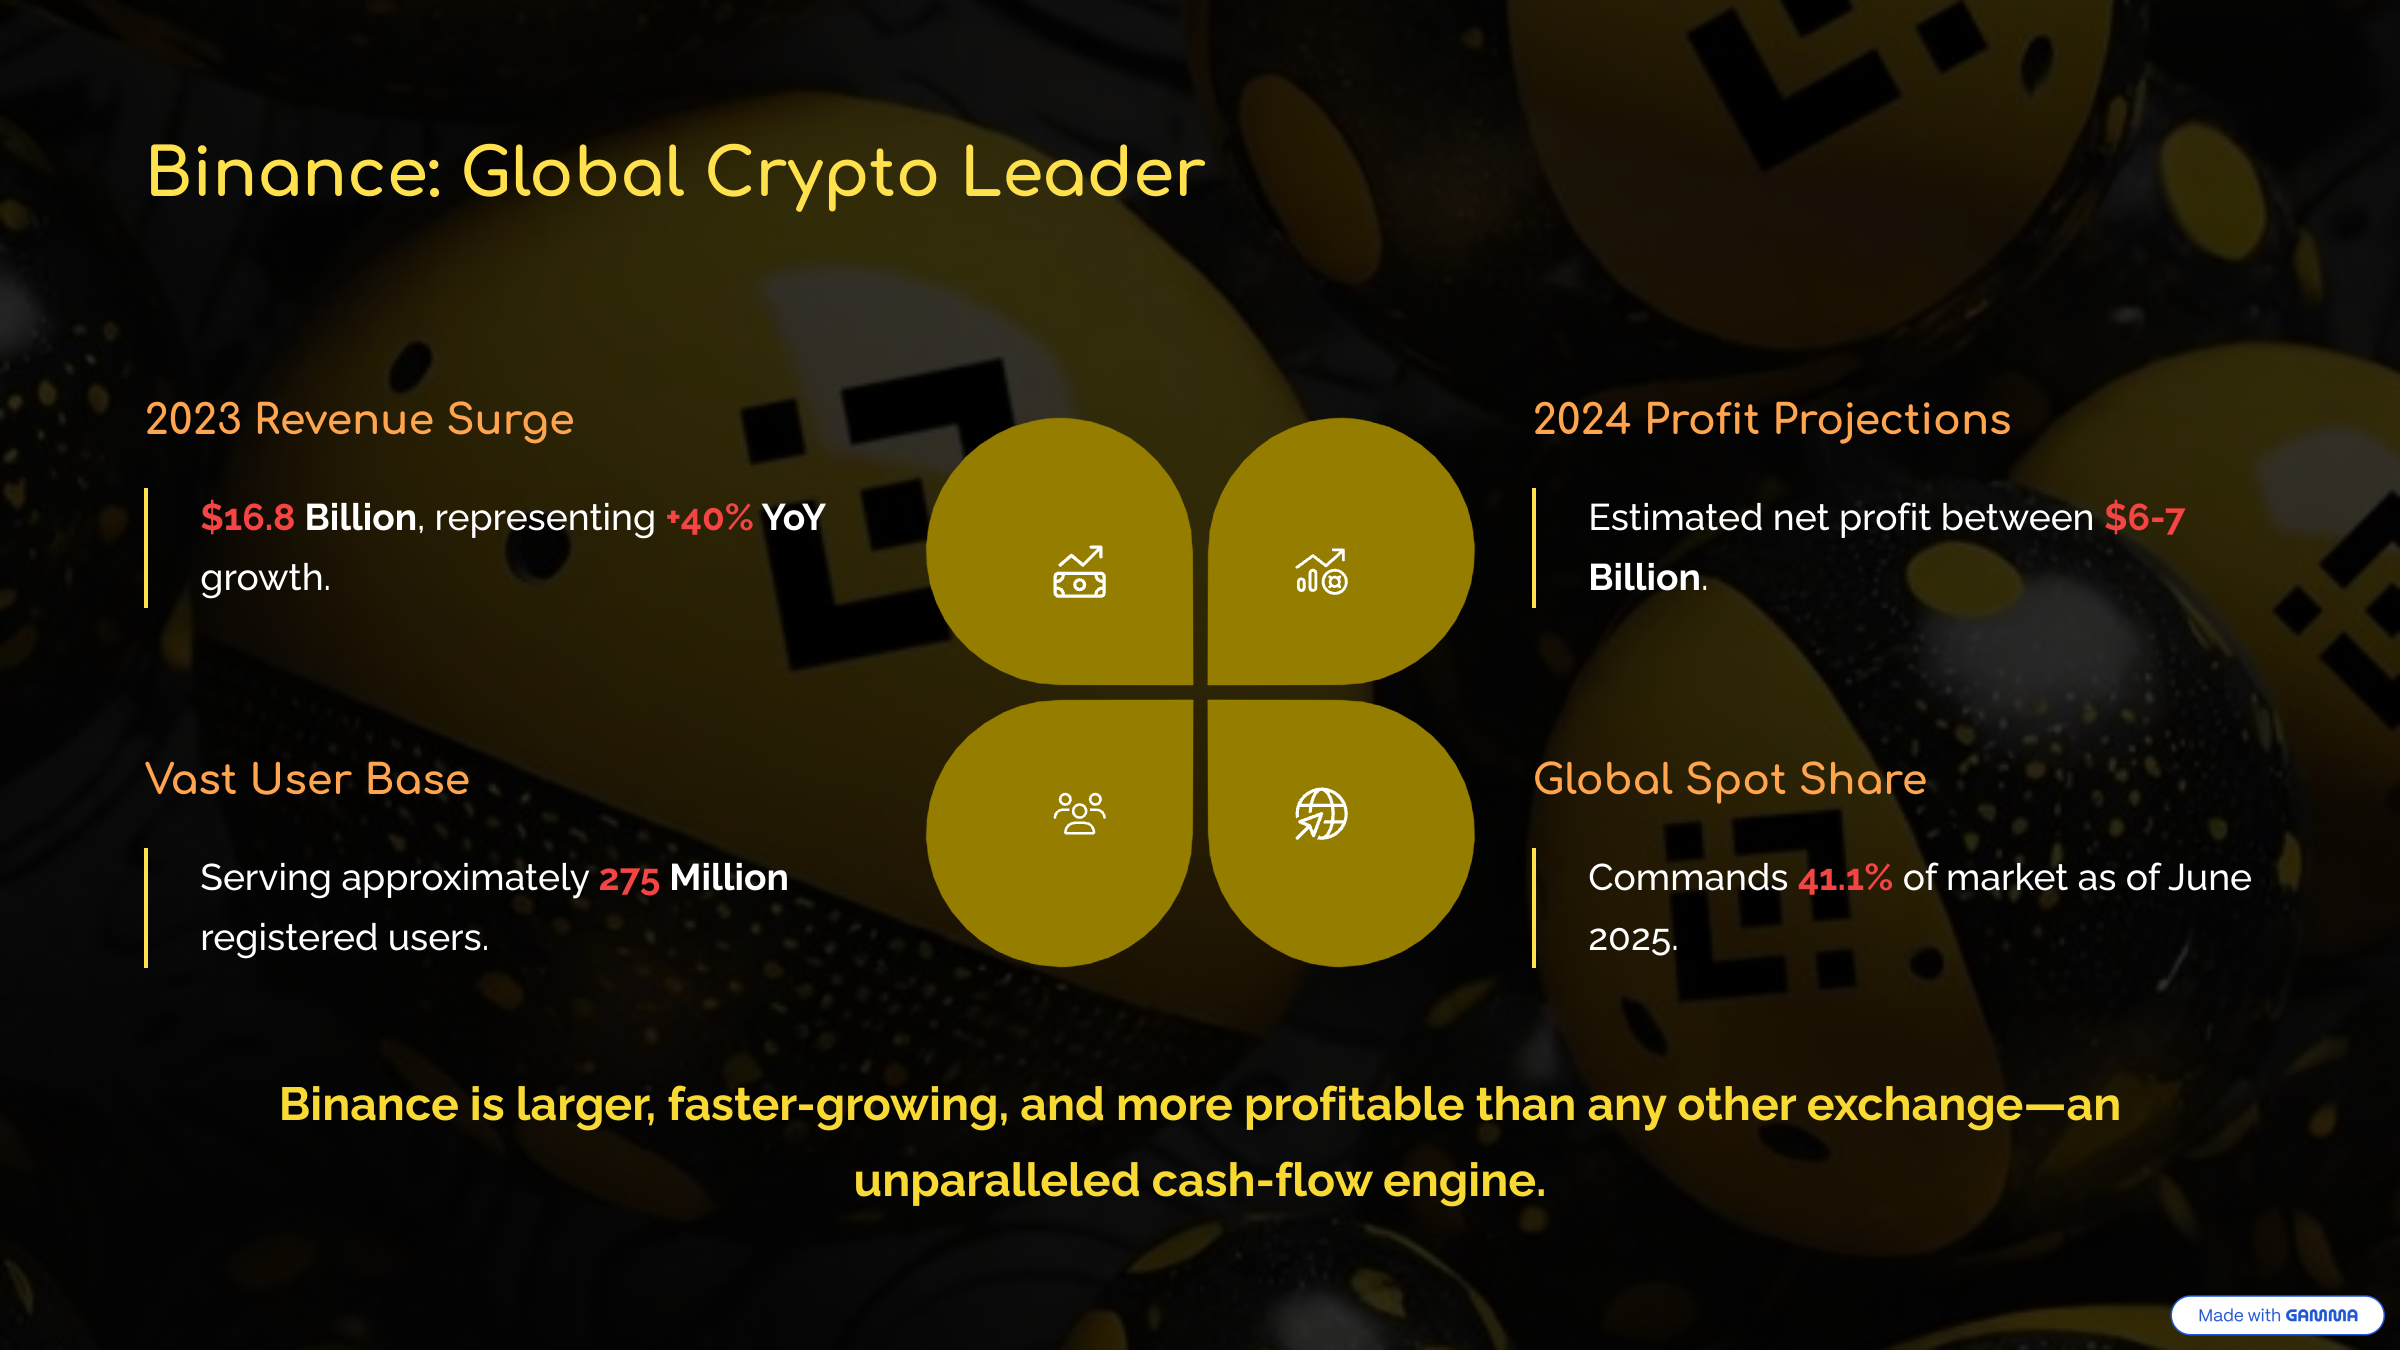 Binance: Global Crypto Leader
2023 Revenue Surge
$16.8 Billion, representing +40% YoY
growth.
2024 Profit Projections
Estimated net profit between $6-7
Billion.
Vast User Base
Serving approximately 275 Million
registered users.
Global Spot Share
Commands 41.1% of market as of June
2025.
Binance is larger, faster-growing, and more profitable than any other exchange—an
unparalleled cash-flow engine.
Made with GAMMA